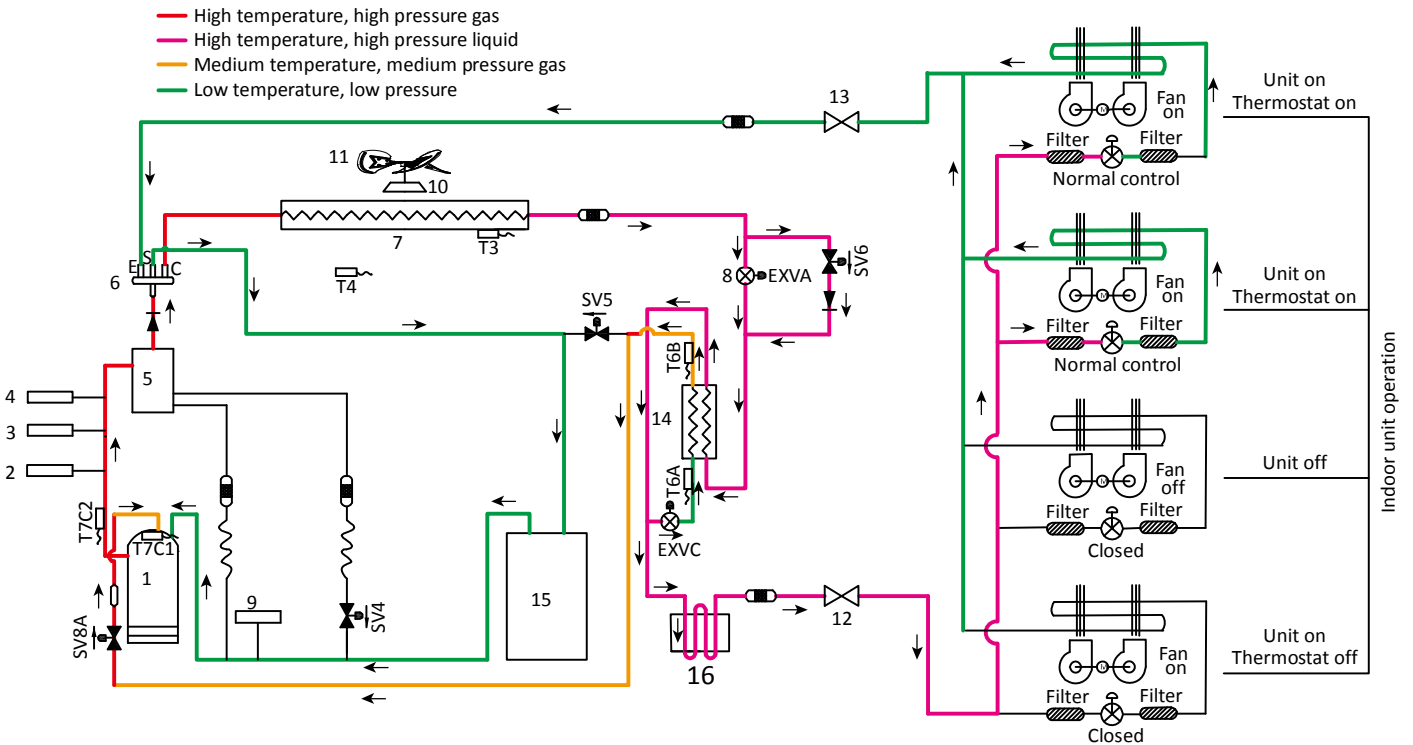 High temperature, high pressure gas
High temperature, high pressure liquid
Medium temperature, medium pressure gas
Low temperature, low pressure
13
11
10
7
T3
T4
E
S
C
6
8
EXVA
SV6
SV5
T6B
14
T6A
EXVC
5
4
3
2
T7C2
T7C1
1
SV8A
9
SV4
15
16
12
M
Fan
on
Filter
Filter
Normal control
Unit on
Thermostat on
M
Fan
on
Filter
Filter
Normal control
Unit on
Thermostat on
M
Fan
off
Filter
Filter
Closed
Unit off
M
Fan
on
Filter
Filter
Closed
Unit on
Thermostat off
Indoor unit operation